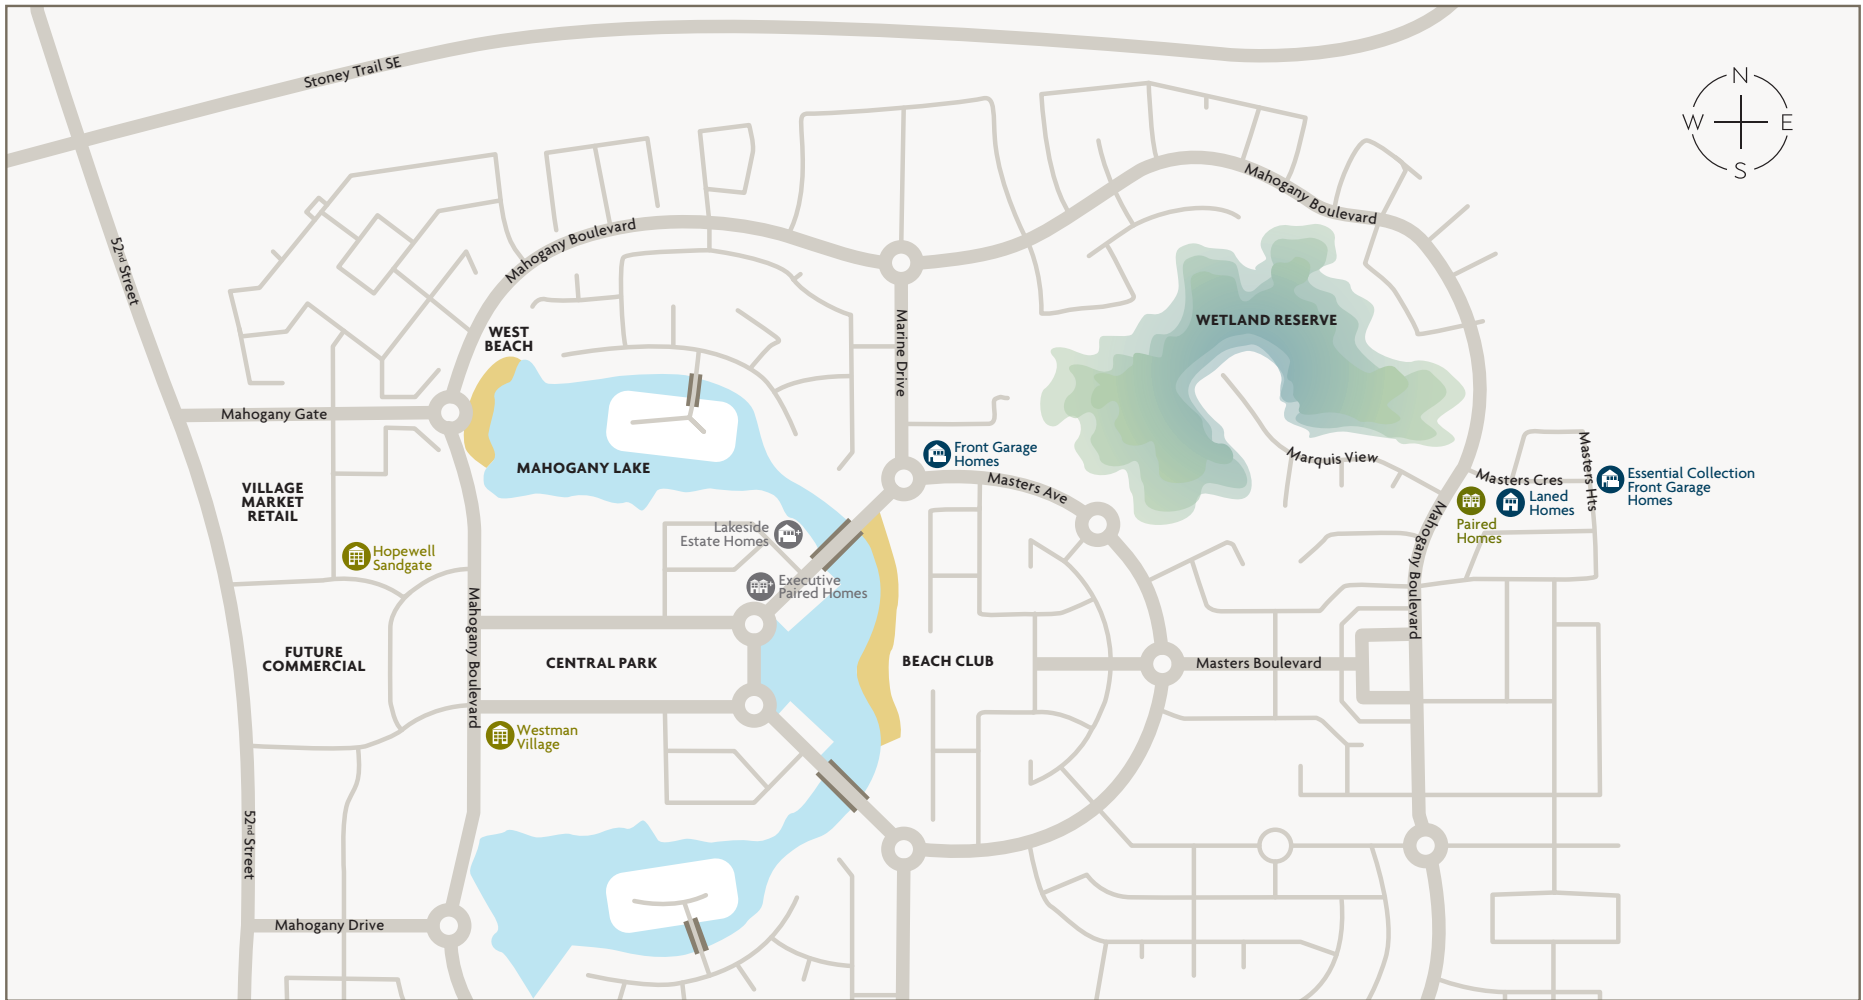 Stoney Trail SE
N
W
E
S
52nd Street
Mahogany Boulevard
Mahogany Boulevard
WEST
BEACH
Marine Drive
WETLAND RESERVE
Mahogany Gate
MAHOGANY LAKE
Front Garage
Homes
Masters Ave
Marquis View
Masters Cres
Masters Hts
Essential Collection
Front Garage
Homes
Laned
Homes
Paired
Homes
VILLAGE
MARKET
RETAIL
Hopewell
Sandgate
Lakeside
Estate Homes
Executive
Paired Homes
Mahogany Boulevard
Mahogany Boulevard
Mahogany Boulevard
FUTURE
COMMERCIAL
CENTRAL PARK
BEACH CLUB
Masters Boulevard
Westman
Village
52nd Street
Mahogany Drive